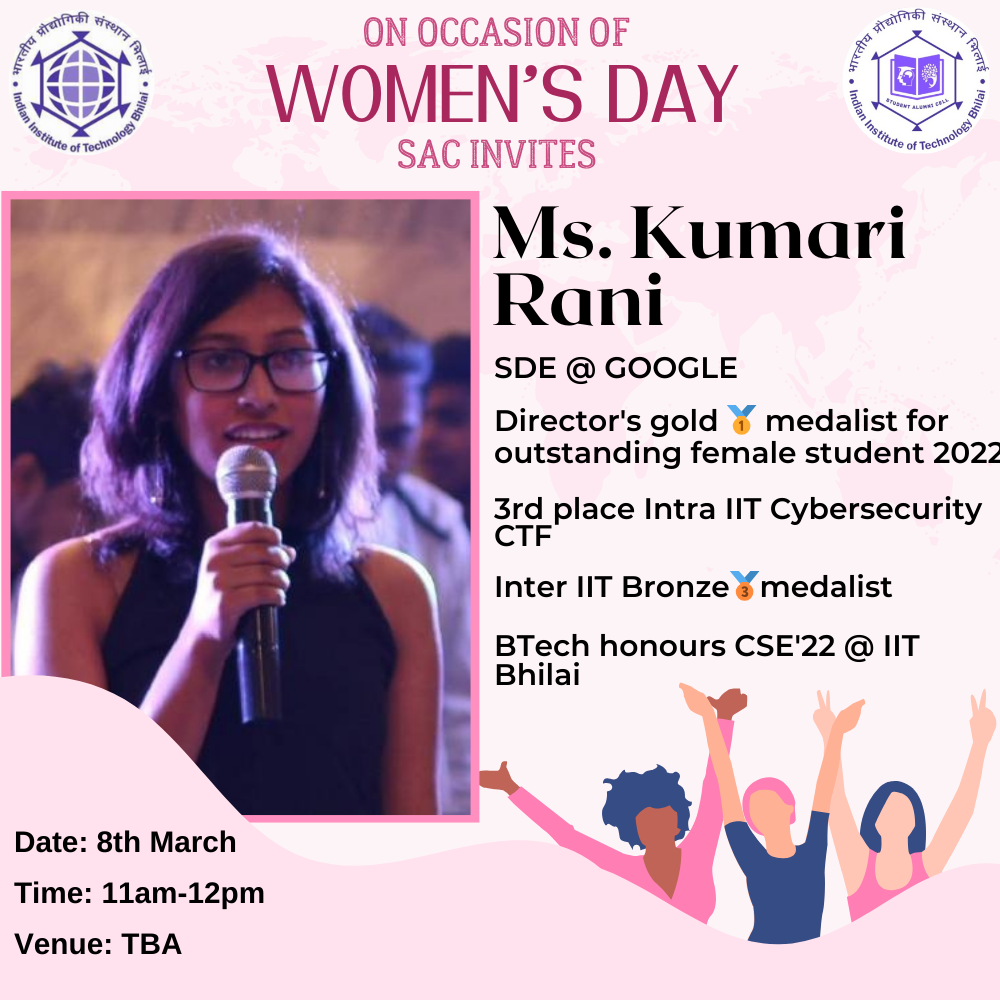 भारतीय प्रौद्योगिकी संस्थान भिलाई
Indian Institute of Technology Bhilai
ON OCCASION OF
WOMEN'S DAY
SAC INVITES
भारतीय प्रौद्योगिकी संस्थान भिलाई
STUDENT ALUMNI CELL
Indian Institute of Technology Bhilai
Ms. Kumari
Rani
SDE @ GOOGLE
Director's gold 🥇 medalist for
outstanding female student 2022
3rd place Intra IIT Cybersecurity
CTF
Inter IIT Bronze🥉medalist
BTech honours CSE'22 @ IIT
Bhilai
Date: 8th March
Time: 11am-12pm
Venue: TBA